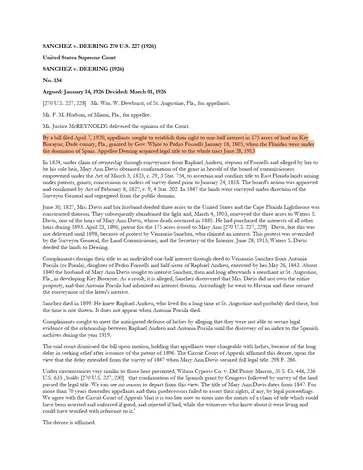 SANCHEZ v. DEERING 270 U.S. 227 (1926)
United States Supreme Court
SANCHEZ v. DEERING (1926)
No. 134
Argued: January 14, 1926 Decided: March 01, 1926
[270 U.S. 227, 228] Mr. Wm. W. Dewhurst, of St. Augustine, Fla., for appellants.
Mr. F. M. Hudson, of Miami, Fla., for appellee.
Mr. Justice McREYNOLDS delivered the opinion of the Court.
By a bill filed April 7, 1920, appellants sought to establish their right to one-half interest in 175 acres of land on Key
Biscayne, Dade county, Fla., granted by Gov. White to Pedro Fornells January 18, 1805, when the Floridas were under
the dominion of Spain. Appellee Deering acquired legal title to the whole tract June 28, 1913.
In 1824, under claim of ownership through conveyance from Raphael Andreu, stepson of Fornells and alleged by her to
be his sole heir, Mary Ann Davis obtained confirmation of the grant in herself of the board of commissioners
empowered under the act of March 3, 1823, c. 29, 3 Stat. 754, to ascertain and confirm title to East Florida lands arising
under patents, grants, concessions or orders of survey dated prior to January 24, 1818. The board's action was approved
and confirmed by Act of February 8, 1827, c. 9, 4 Stat. 202. In 1847 the lands were surveyed under direction of the
Surveyor General and segregated from the public domain.
June 30, 1827, Mrs. Davis and her husband deeded three acres to the United States and the Cape Florida Lighthouse was
constructed thereon. They subsequently abandoned the light and, March 4, 1903, conveyed the three acres to Waters S.
Davis, one of the heirs of Mary Ann Davis, whose death occurred in 1885. He had purchased the interests of all other
heirs during 1893. April 23, 1898, patent for the 175 acres issued to Mary Ann [270 U.S. 227, 229] Davis, but this was
not delivered until 1898, because of protest by Venancio Sanchez, who claimed an interest. This protest was overruled
by the Surveyor General, the Land Commissioners, and the Secretary of the Interior. June 28, 1913, Waters S. Davis
deeded the lands to Deering.
Complainants deraign their title to an undivided one-half interest through deed to Venancio Sanchez from Antonia
Posula (or Pozula), daughter of Pedro Fornells and half-sister of Raphael Andreu, executed by her May 26, 1843. About
1840 the husband of Mary Ann Davis sought to interest Sanchez, then and long afterwards a merchant at St. Augustine,
Fla., in developing Key Biscayne. As a result, it is alleged, Sanchez discovered that Mrs. Davis did not own the entire
property, and that Antonia Posula had inherited an interest therein. Accordingly he went to Havana and there secured
the conveyance of the latter's interest.
Sanchez died in 1899. He knew Raphael Andreu, who lived for a long time at St. Augustine and probably died there, but
the time is not shown. It does not appear when Antonia Posula died.
Complainants sought to meet the anticipated defense of laches by alleging that they were not able to secure legal
evidence of the relationship between Raphael Andreu and Antonia Posula until the discovery of an index to the Spanish
archives during the year 1919.
The trial court dismissed the bill upon motion, holding that appellants were chargeable with laches, because of the long
delay in seeking relief after issuance of the patent of 1898. The Circuit Court of Appeals affirmed this decree, upon the
view that the delay extended from the survey of 1847 when Mary Ann Davis secured full legal title. 298 F. 286.
Under circumstances very similar to those here presented, Wilson Cypress Co. v. Del Pozo y Marcos, 35 S. Ct. 446, 236
U.S. 635, holds [270 U.S. 227, 230] that confirmation of the Spanish grant by Congress followed by survey of the land
passed the legal title. We can see no reason to depart from this view. The title of Mary Ann Davis dates from 1847. For
more than 70 years thereafter appellants and their predecessors failed to assert their rights, if any, by legal proceedings.
We agree with the Circuit Court of Appeals 'that it is too late now to enter into the merits of a claim of title which could
have been asserted and enforced if good, and rejected if bad, while the witnesses who knew about it were living and
could have testified with reference to it.'
The decree is affirmed.